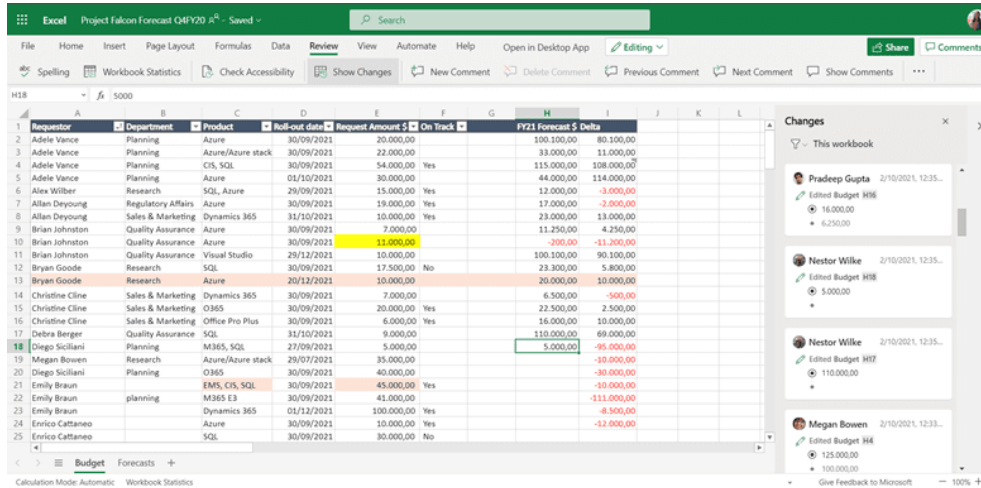 Excel Project Falcon Forecast Q4FY20 - Saved Search
File Home Insert Page Layout Formulas Data Review View Automate Help Open in Desktop App Editing Share Comments
abc Spelling Workbook Statistics Check Accessibility Show Changes New Comment Delete Comment Previous Comment Next Comment Show Comments ...
H18 fx 5000
A B C D E F G H I J K L
1 Requestor Department Product Roll-out date Request Amount $ On Track FY21 Forecast $ Delta
2 Adele Vance Planning Azure 30/09/2021 20.000,00 100.100,00 80.100,00
3 Adele Vance Planning Azure/Azure stack 30/09/2021 22.000,00 33.000,00 11.000,00
4 Adele Vance Planning CIS, SQL 30/09/2021 54.000,00 Yes 115.000,00 108.000,00
5 Adele Vance Planning Azure 01/10/2021 30.000,00 44.000,00 114.000,00
6 Alex Wilber Research SQL, Azure 29/09/2021 15.000,00 Yes 12.000,00 -3.000,00
7 Allan Deyoung Regulatory Affairs Azure 30/09/2021 19.000,00 Yes 17.000,00 -2.000,00
8 Allan Deyoung Sales & Marketing Dynamics 365 31/10/2021 10.000,00 Yes 23.000,00 13.000,00
9 Brian Johnston Quality Assurance Azure 30/09/2021 7.000,00 11.250,00 4.250,00
10 Brian Johnston Quality Assurance Azure 30/09/2021 11.000,00 -200,00 -11.200,00
11 Brian Johnston Quality Assurance Visual Studio 29/12/2021 10.000,00 100.100,00 90.100,00
12 Bryan Goode Research SQL 30/09/2021 17.500,00 No 23.300,00 5.800,00
13 Bryan Goode Research Azure 20/12/2021 10.000,00 20.000,00 10.000,00
14 Christine Cline Sales & Marketing Dynamics 365 30/09/2021 7.000,00 6.500,00 -500,00
15 Christine Cline Sales & Marketing O365 30/09/2021 20.000,00 Yes 22.500,00 2.500,00
16 Christine Cline Sales & Marketing Office Pro Plus 30/09/2021 6.000,00 Yes 16.000,00 10.000,00
17 Debra Berger Quality Assurance SQL 31/10/2021 9.000,00 110.000,00 69.000,00
18 Diego Siciliani Planning M365, SQL 27/09/2021 5.000,00 5.000,00 -95.000,00
19 Megan Bowen Research Azure/Azure stack 29/07/2021 35.000,00 -10.000,00
20 Diego Siciliani Planning O365 30/09/2021 40.000,00 -30.000,00
21 Emily Braun EMS, CIS, SQL 30/09/2021 45.000,00 Yes -10.000,00
22 Emily Braun planning M365 E3 30/09/2021 41.000,00 -111.000,00
23 Emily Braun Dynamics 365 01/12/2021 100.000,00 Yes -8.500,00
24 Enrico Cattaneo Azure 30/09/2021 10.000,00 Yes -12.000,00
25 Enrico Cattaneo SQL 30/09/2021 30.000,00 No
Changes
This workbook
Pradeep Gupta 2/10/2021, 12:35...
Edited Budget H16
16.000,00
6.250,00
Nestor Wilke 2/10/2021, 12:35...
Edited Budget H18
5.000,00
Nestor Wilke 2/10/2021, 12:35...
Edited Budget H17
110.000,00
Megan Bowen 2/10/2021, 12:33...
Edited Budget H4
125.000,00
100.000,00
Budget Forecasts
Calculation Mode: Automatic Workbook Statistics Give Feedback to Microsoft 100%